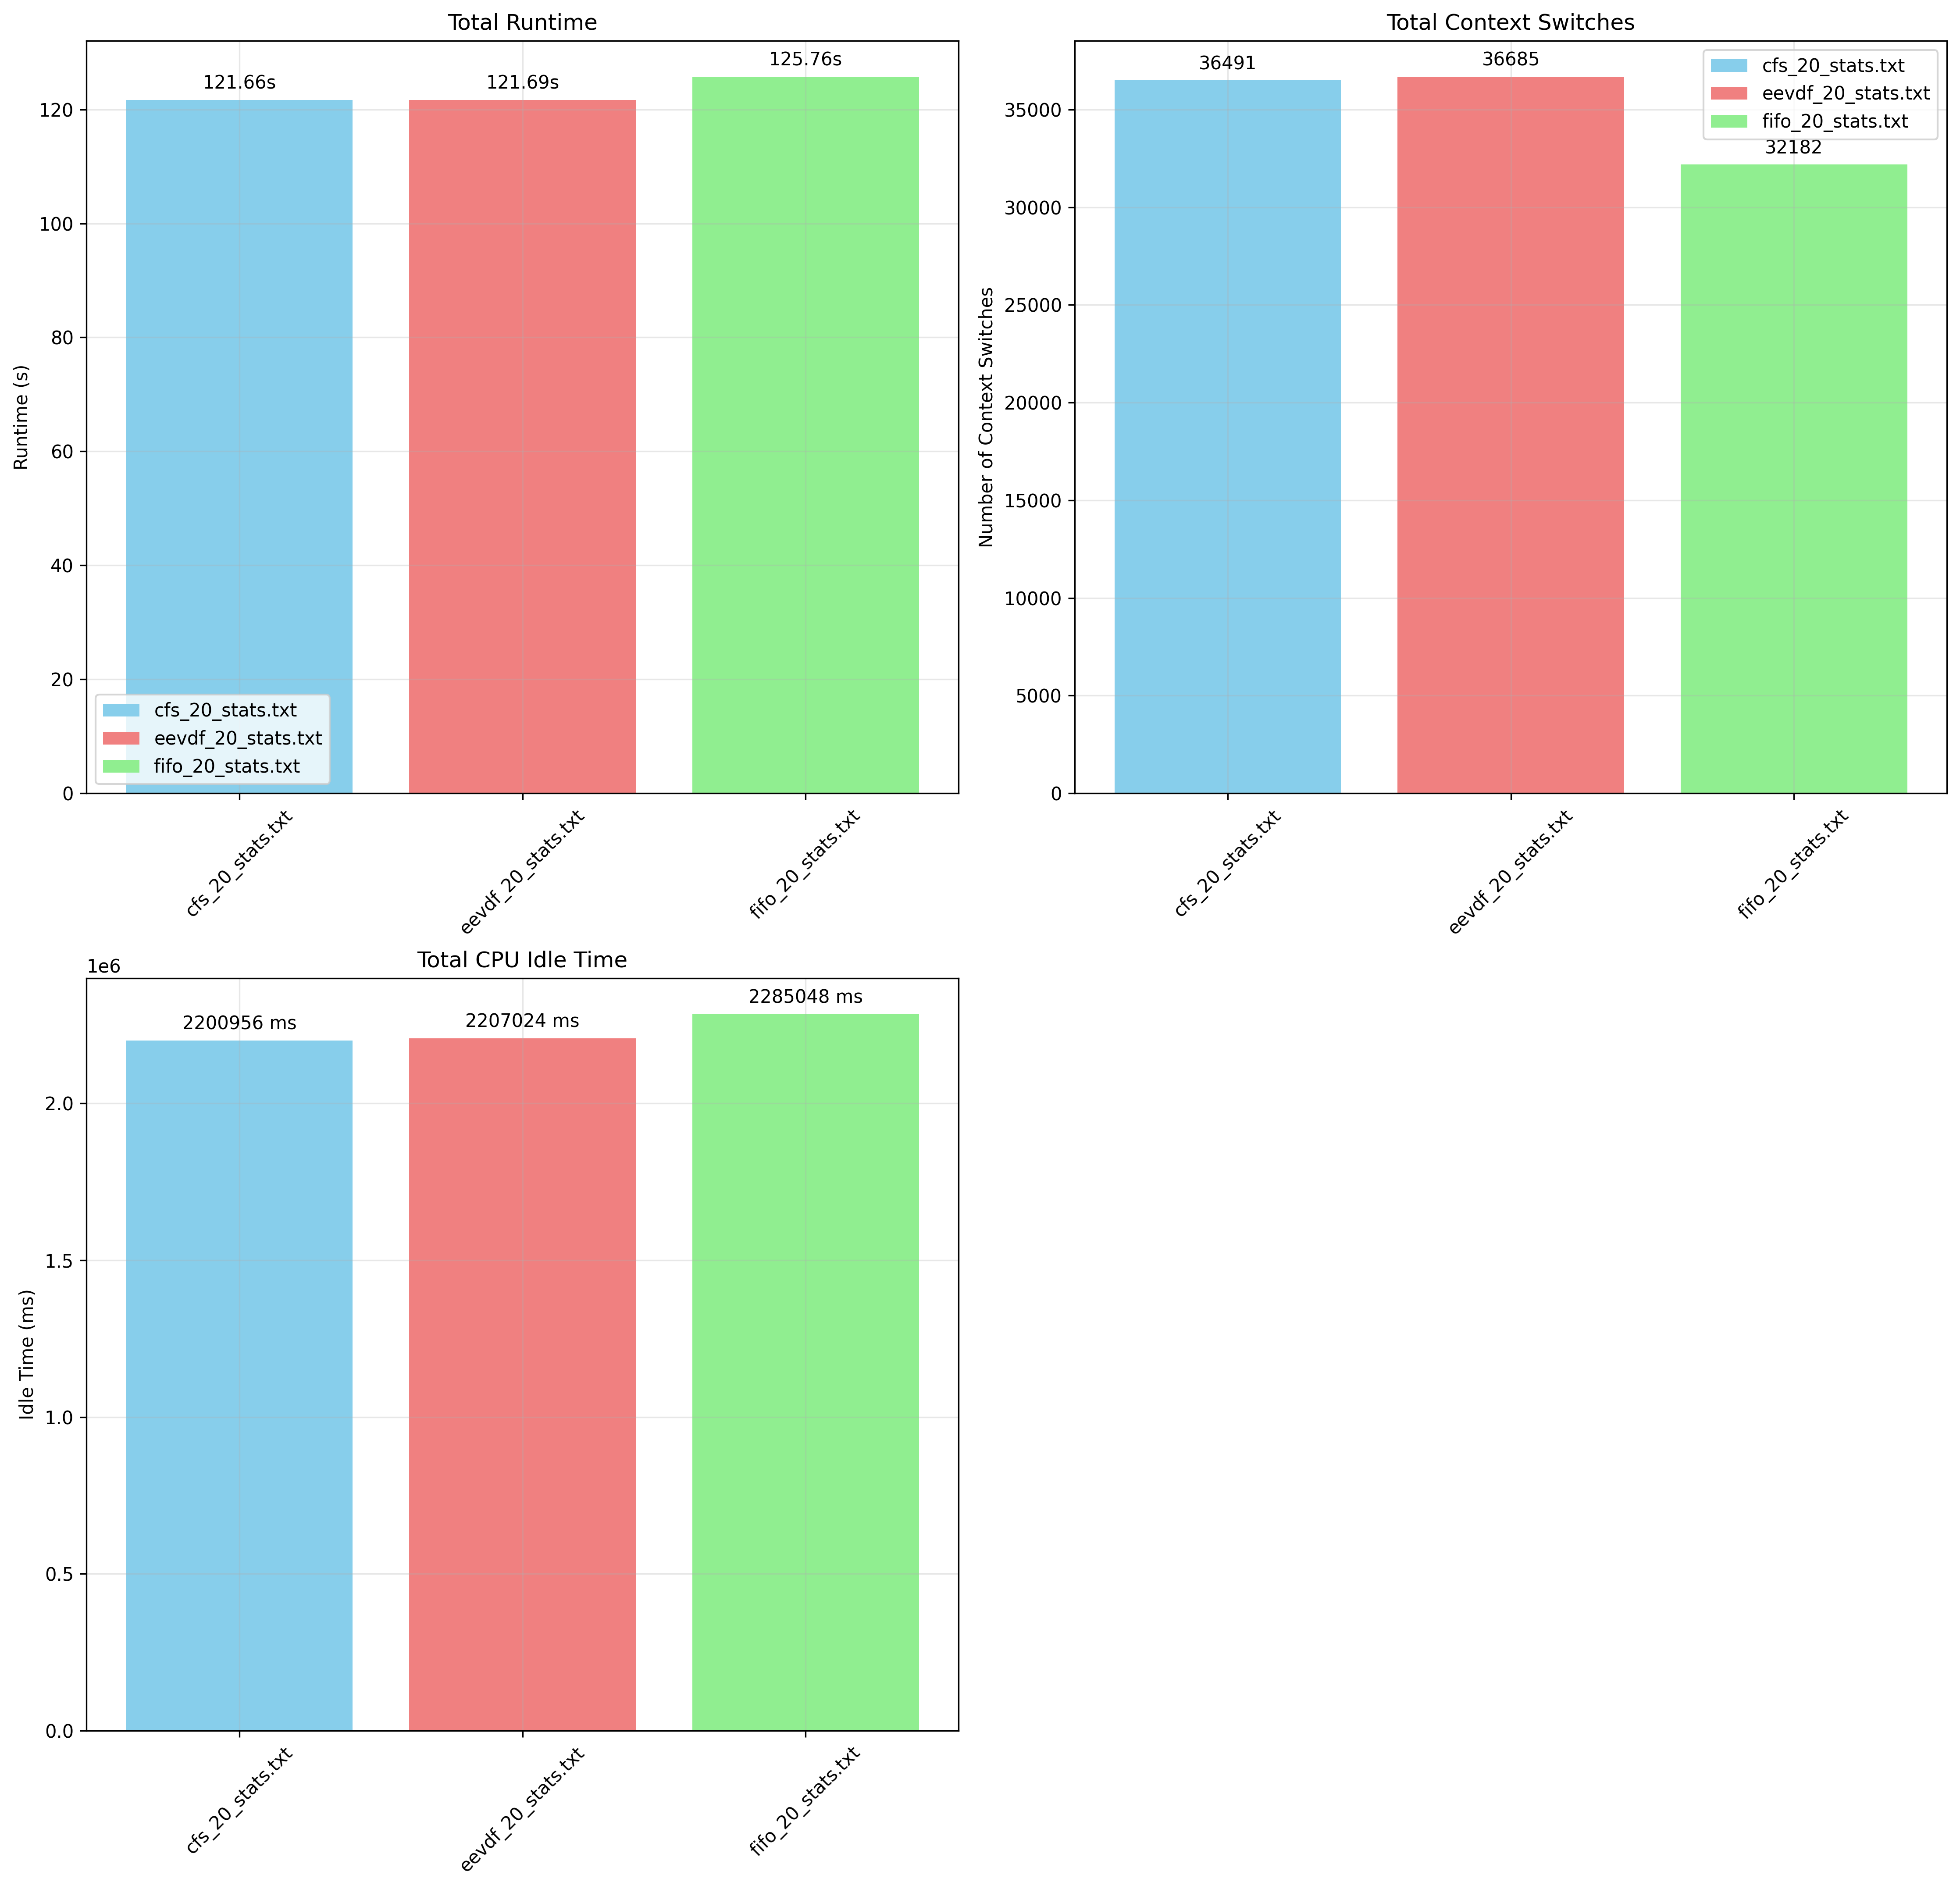 Total Runtime
Runtime (s)
120
100
80
60
40
20
0
121.66s
121.69s
125.76s
cfs_20_stats.txt
eevdf_20_stats.txt
fifo_20_stats.txt
cfs_20_stats.txt
eevdf_20_stats.txt
fifo_20_stats.txt
Total Context Switches
Number of Context Switches
35000
30000
25000
20000
15000
10000
5000
0
36491
36685
32182
cfs_20_stats.txt
eevdf_20_stats.txt
fifo_20_stats.txt
cfs_20_stats.txt
eevdf_20_stats.txt
fifo_20_stats.txt
Total CPU Idle Time
1e6
Idle Time (ms)
2.0
1.5
1.0
0.5
0.0
2200956 ms
2207024 ms
2285048 ms
cfs_20_stats.txt
eevdf_20_stats.txt
fifo_20_stats.txt